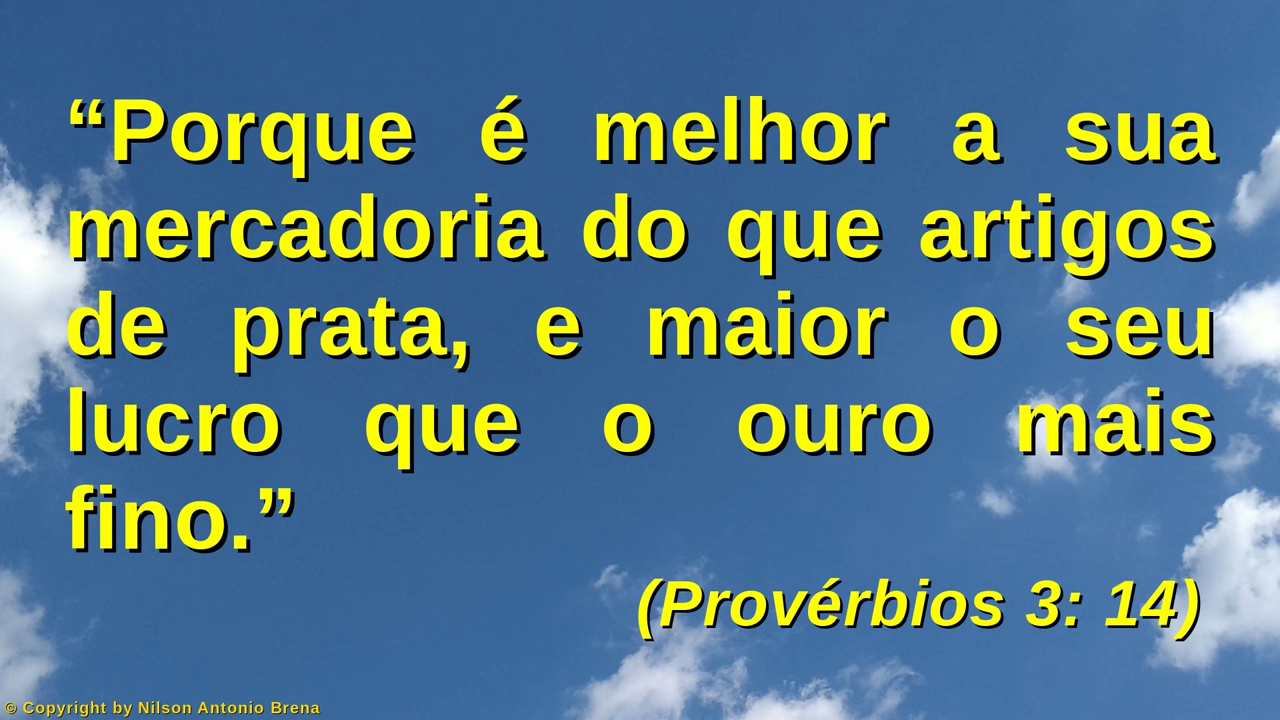 “Porque é melhor a sua
mercadoria do que artigos
de prata, e maior o seu
lucro que o ouro mais
fino.”
(Provérbios 3: 14)
© Copyright by Nilson Antonio Brena